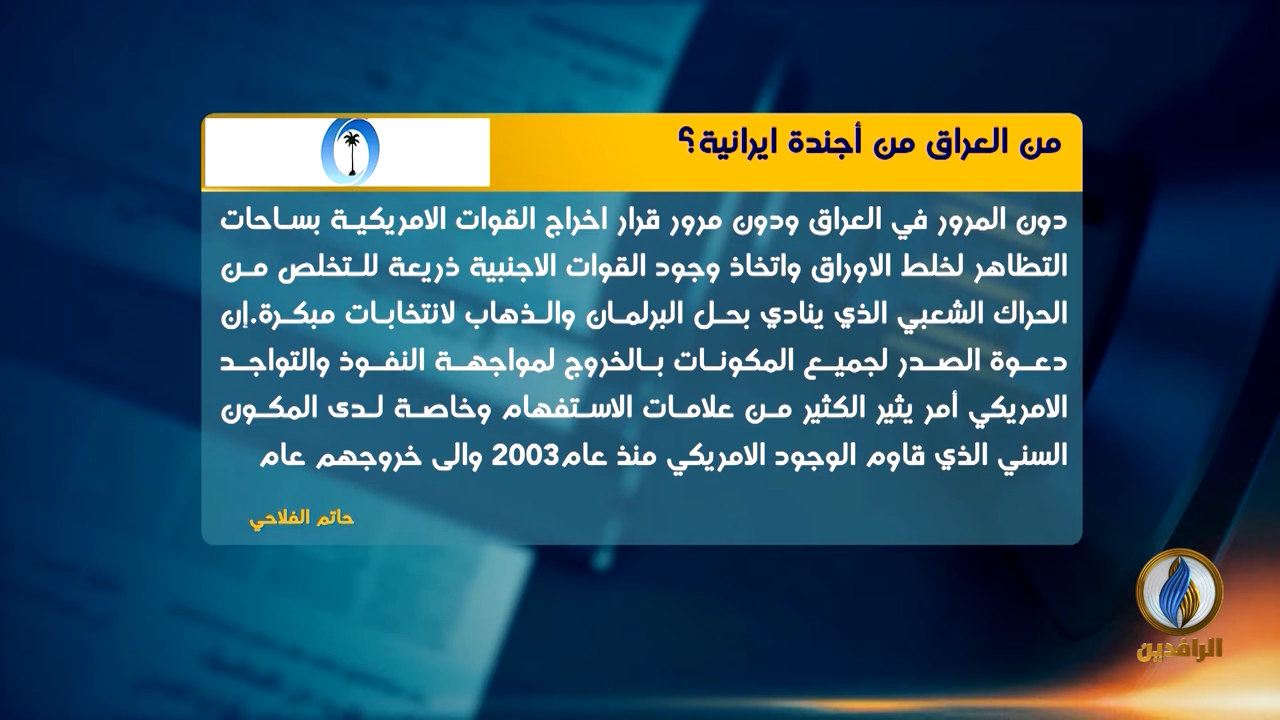 من العراق من أجندة ايرانية؟
دون المرور في العراق ودون مرور قرار اخراج القوات الامريكية بساحات
التظاهر لخلط الاوراق واتخاذ وجود القوات الاجنبية ذريعة للتخلص من
الحراك الشعبي الذي ينادي بحل البرلمان والذهاب لانتخابات مبكرة.إن
دعوة الصدر لجميع المكونات بالخروج لمواجهة النفوذ والتواجد
الامريكي أمر يثير الكثير من علامات الاستفهام وخاصة لدى المكون
السني الذي قاوم الوجود الامريكي منذ عام2003 والى خروجهم عام
حاتم الفلاحي
الرافدين